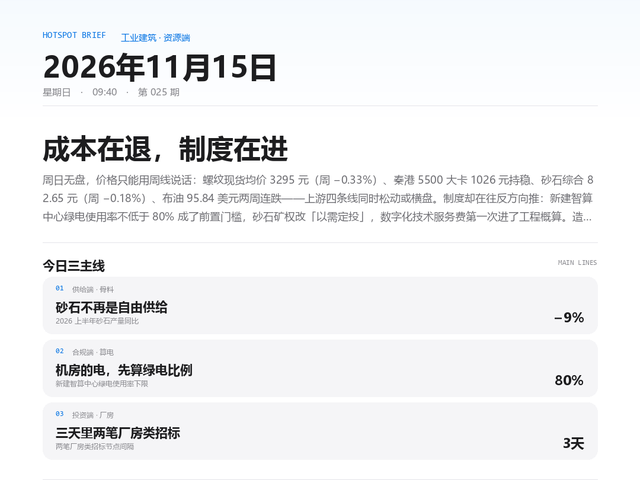 HOTSPOT BRIEF 工业建筑 · 资源端
2026年11月15日
星期日 · 09:40 · 第 025 期
成本在退，制度在进
周日无盘，价格只能用周线说话：螺纹现货均价 3295 元（周 −0.33%）、秦港 5500 大卡 1026 元持稳、砂石综合 8
2.65 元（周 −0.18%）、布油 95.84 美元两周连跌——上游四条线同时松动或横盘。制度却在往反方向推：新建智算
中心绿电使用率不低于 80% 成了前置门槛，砂石矿权改「以需定投」，数字化技术服务费第一次进了工程概算。造…
今日三主线 MAIN LINES
01 供给端 · 骨料
砂石不再是自由供给
2026 上半年砂石产量同比
−9%
02 合规端 · 算电
机房的电，先算绿电比例
新建智算中心绿电使用率下限
80%
03 投资端 · 厂房
三天里两笔厂房类招标
两笔厂房类招标节点间隔
3天